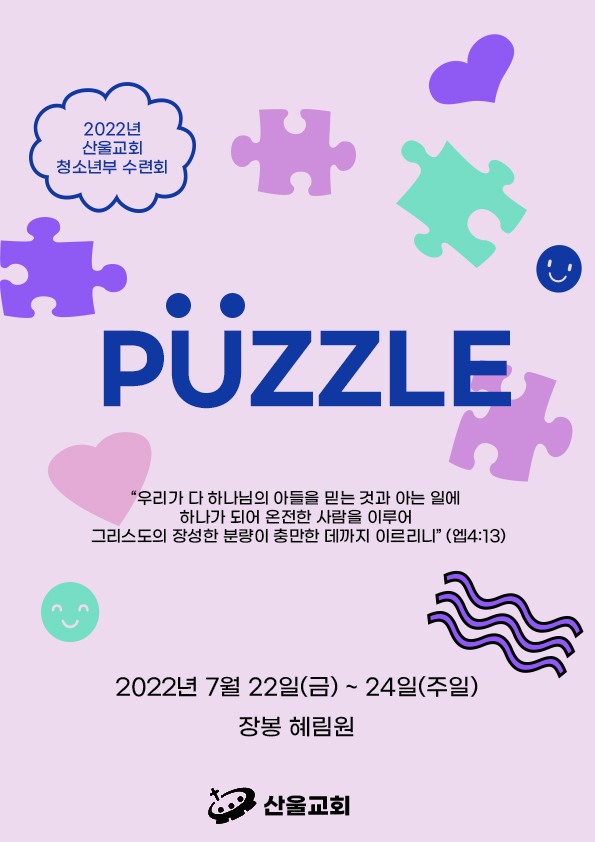 2022년
산울교회
청소년부 수련회
PÜZZLE
“우리가 다 하나님의 아들을 믿는 것과 아는 일에
하나가 되어 온전한 사람을 이루어
그리스도의 장성한 분량이 충만한 데까지 이르리니” (엡4:13)
2022년 7월 22일(금) ~ 24일(주일)
장봉 혜림원
산울교회